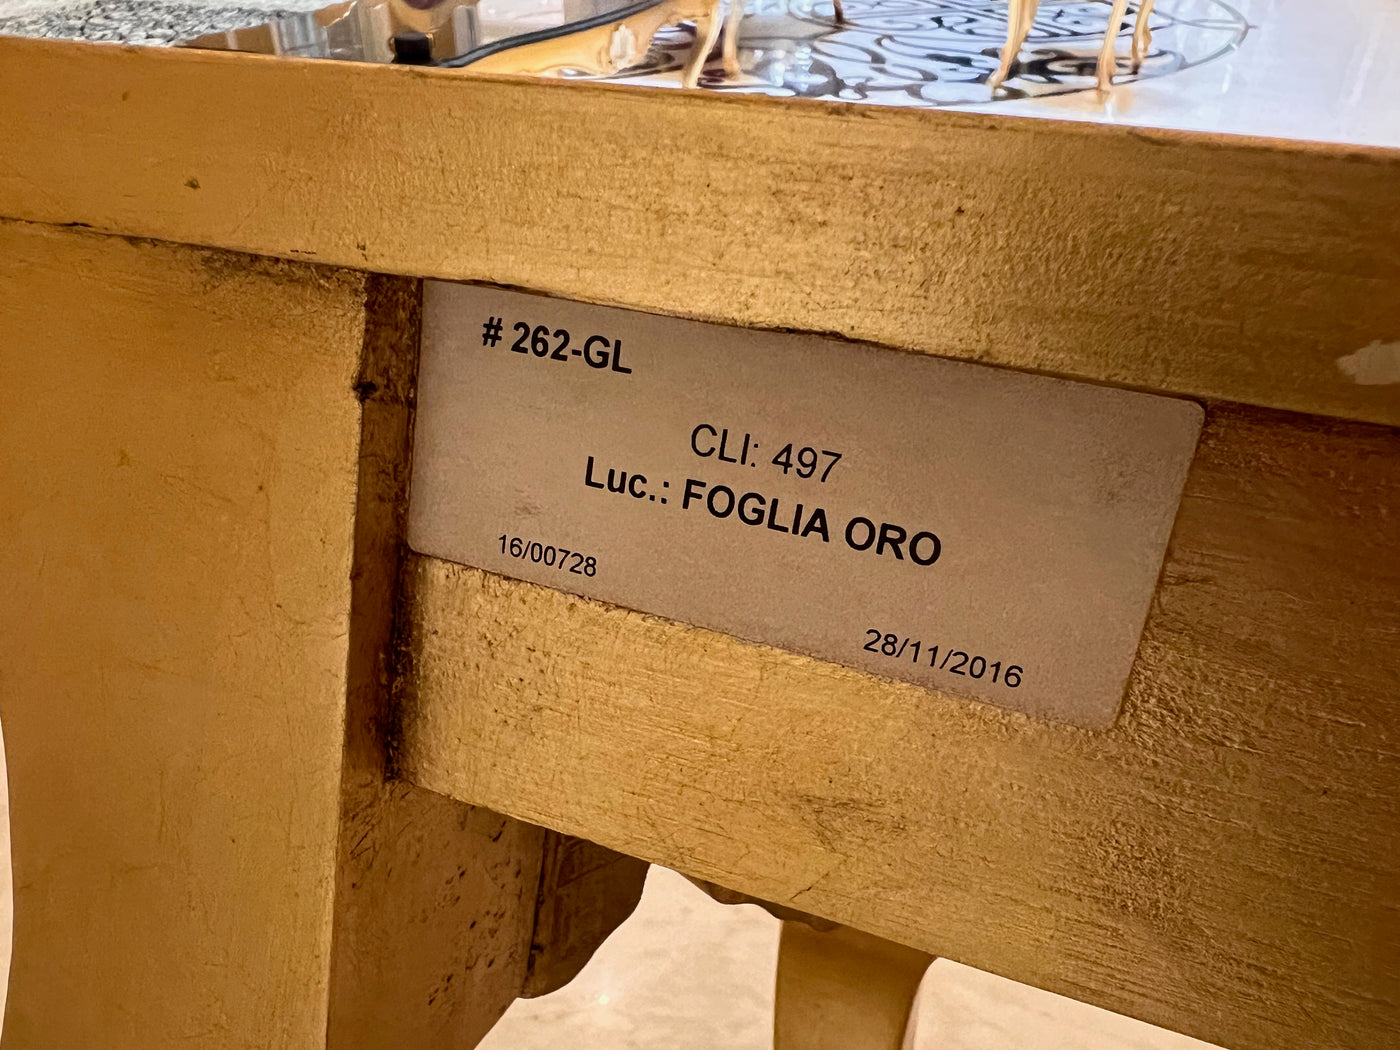 # 262-GL
CLI: 497
Luc.: FOGLIA ORO
16/00728
28/11/2016